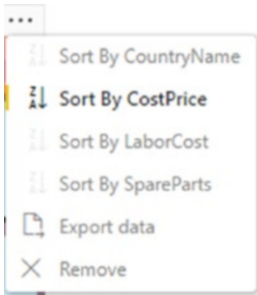 ...
Sort By CountryName
Sort By CostPrice
Sort By LaborCost
Sort By SpareParts
Export data
Remove